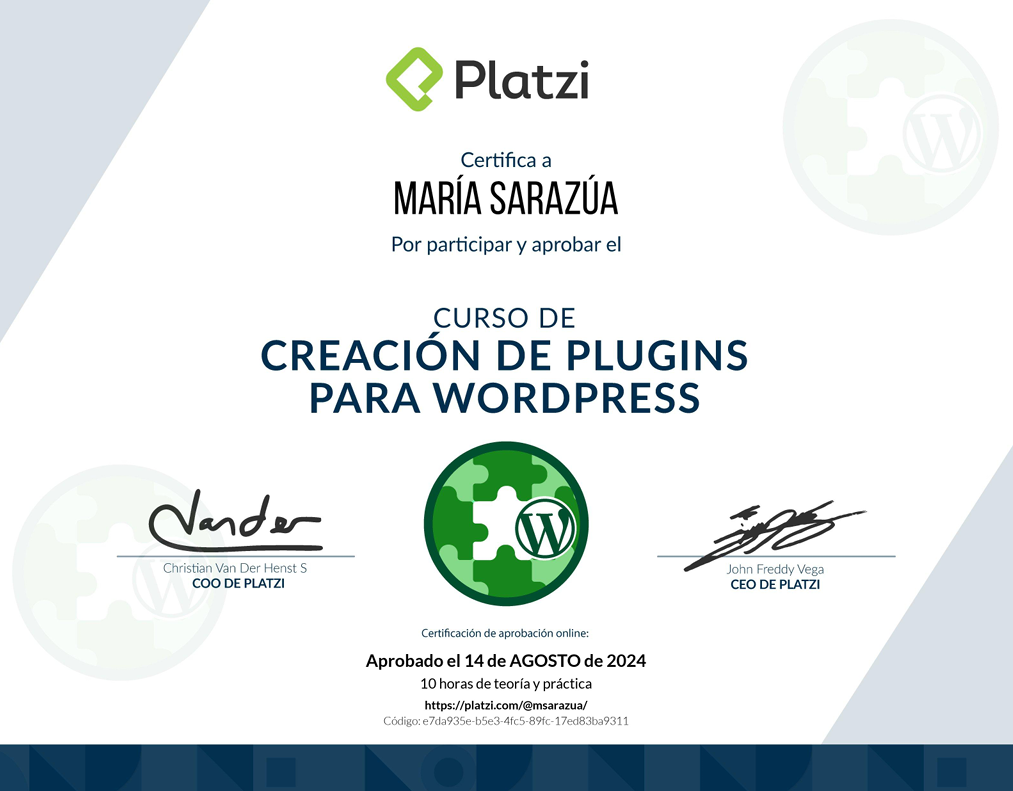 Platzi
Certifica a
MARÍA SARAZÚA
Por participar y aprobar el
CURSO DE
CREACIÓN DE PLUGINS
PARA WORDPRESS
Vander
Christian Van Der Henst S
COO DE PLATZI
John Freddy Vega
CEO DE PLATZI
Certificación de aprobación online:
Aprobado el 14 de AGOSTO de 2024
10 horas de teoría y práctica
https://platzi.com/@msarazua/
Código: e7da935e-b5e3-4fc5-89fc-17ed83ba9311